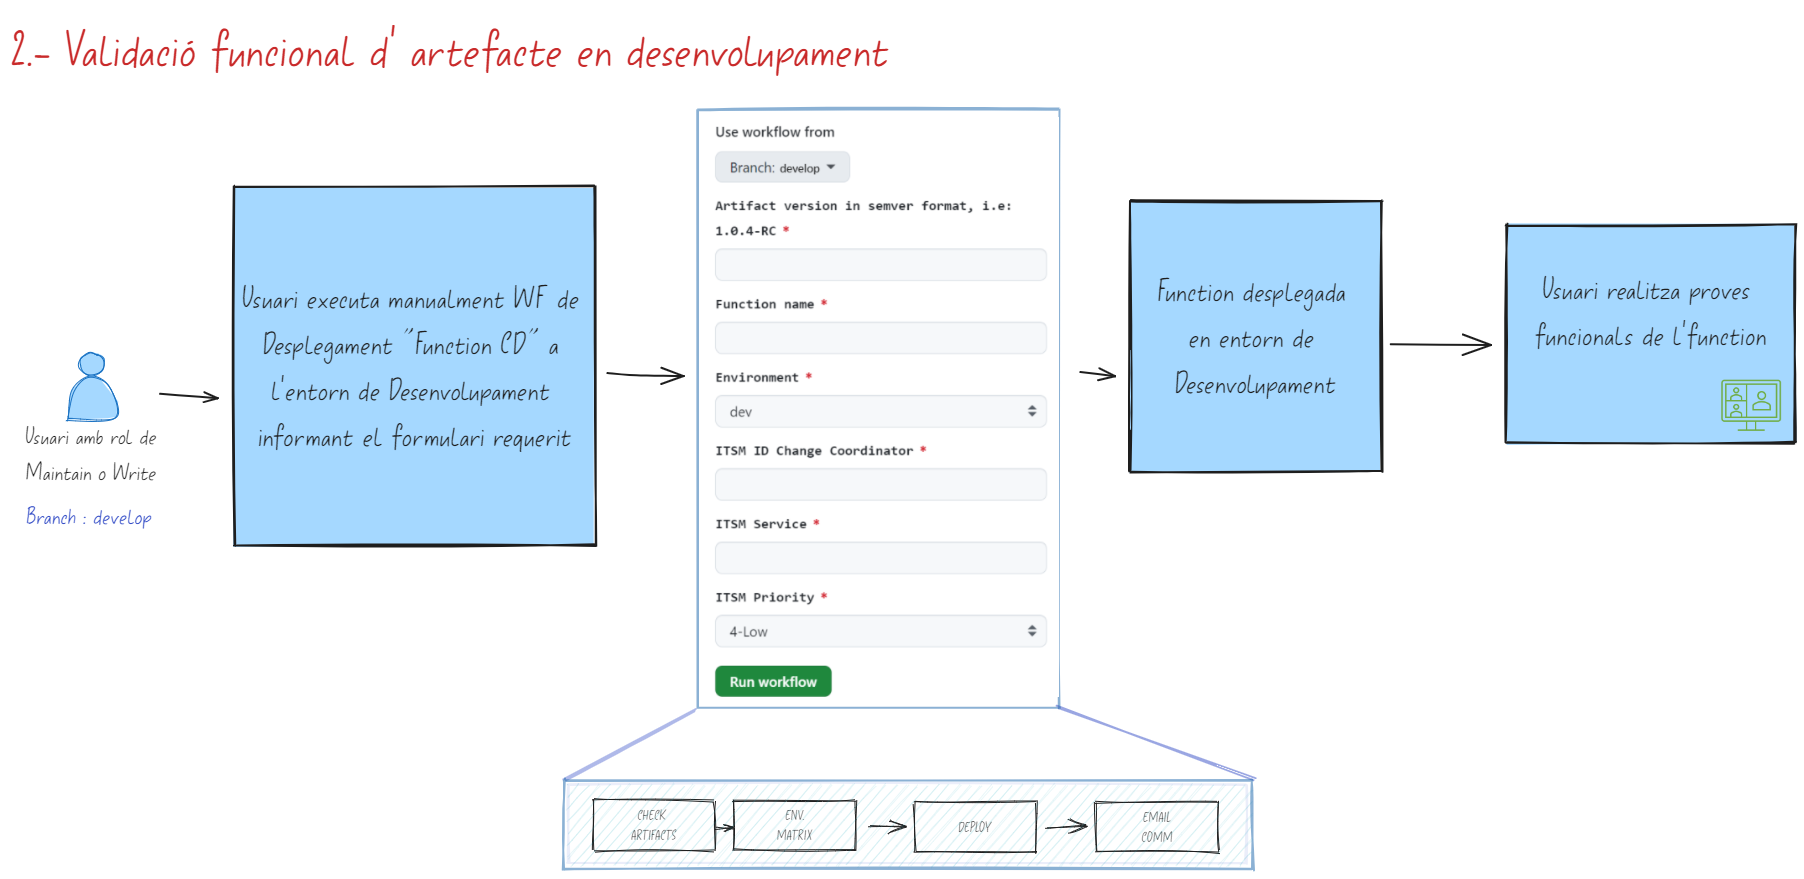 2.- Validació funcional d' artefacte en desenvolupament
Usuari amb rol de
Maintain o Write
Branch : develop
Usuari executa manualment WF de
Desplegament "Function CD" a
l'entorn de Desenvolupament
informant el formulari requerit
Use workflow from
Branch: develop
Artifact version in semver format, i.e:
1.0.4-RC *
Function name *
Environment *
dev
ITSM ID Change Coordinator *
ITSM Service *
ITSM Priority *
4-Low
Run workflow
Function desplegada
en entorn de
Desenvolupament
Usuari realitza proves
funcionals de l'function
CHECK
ARTIFACTS
ENV.
MATRIX
DEPLOY
EMAIL
COMM